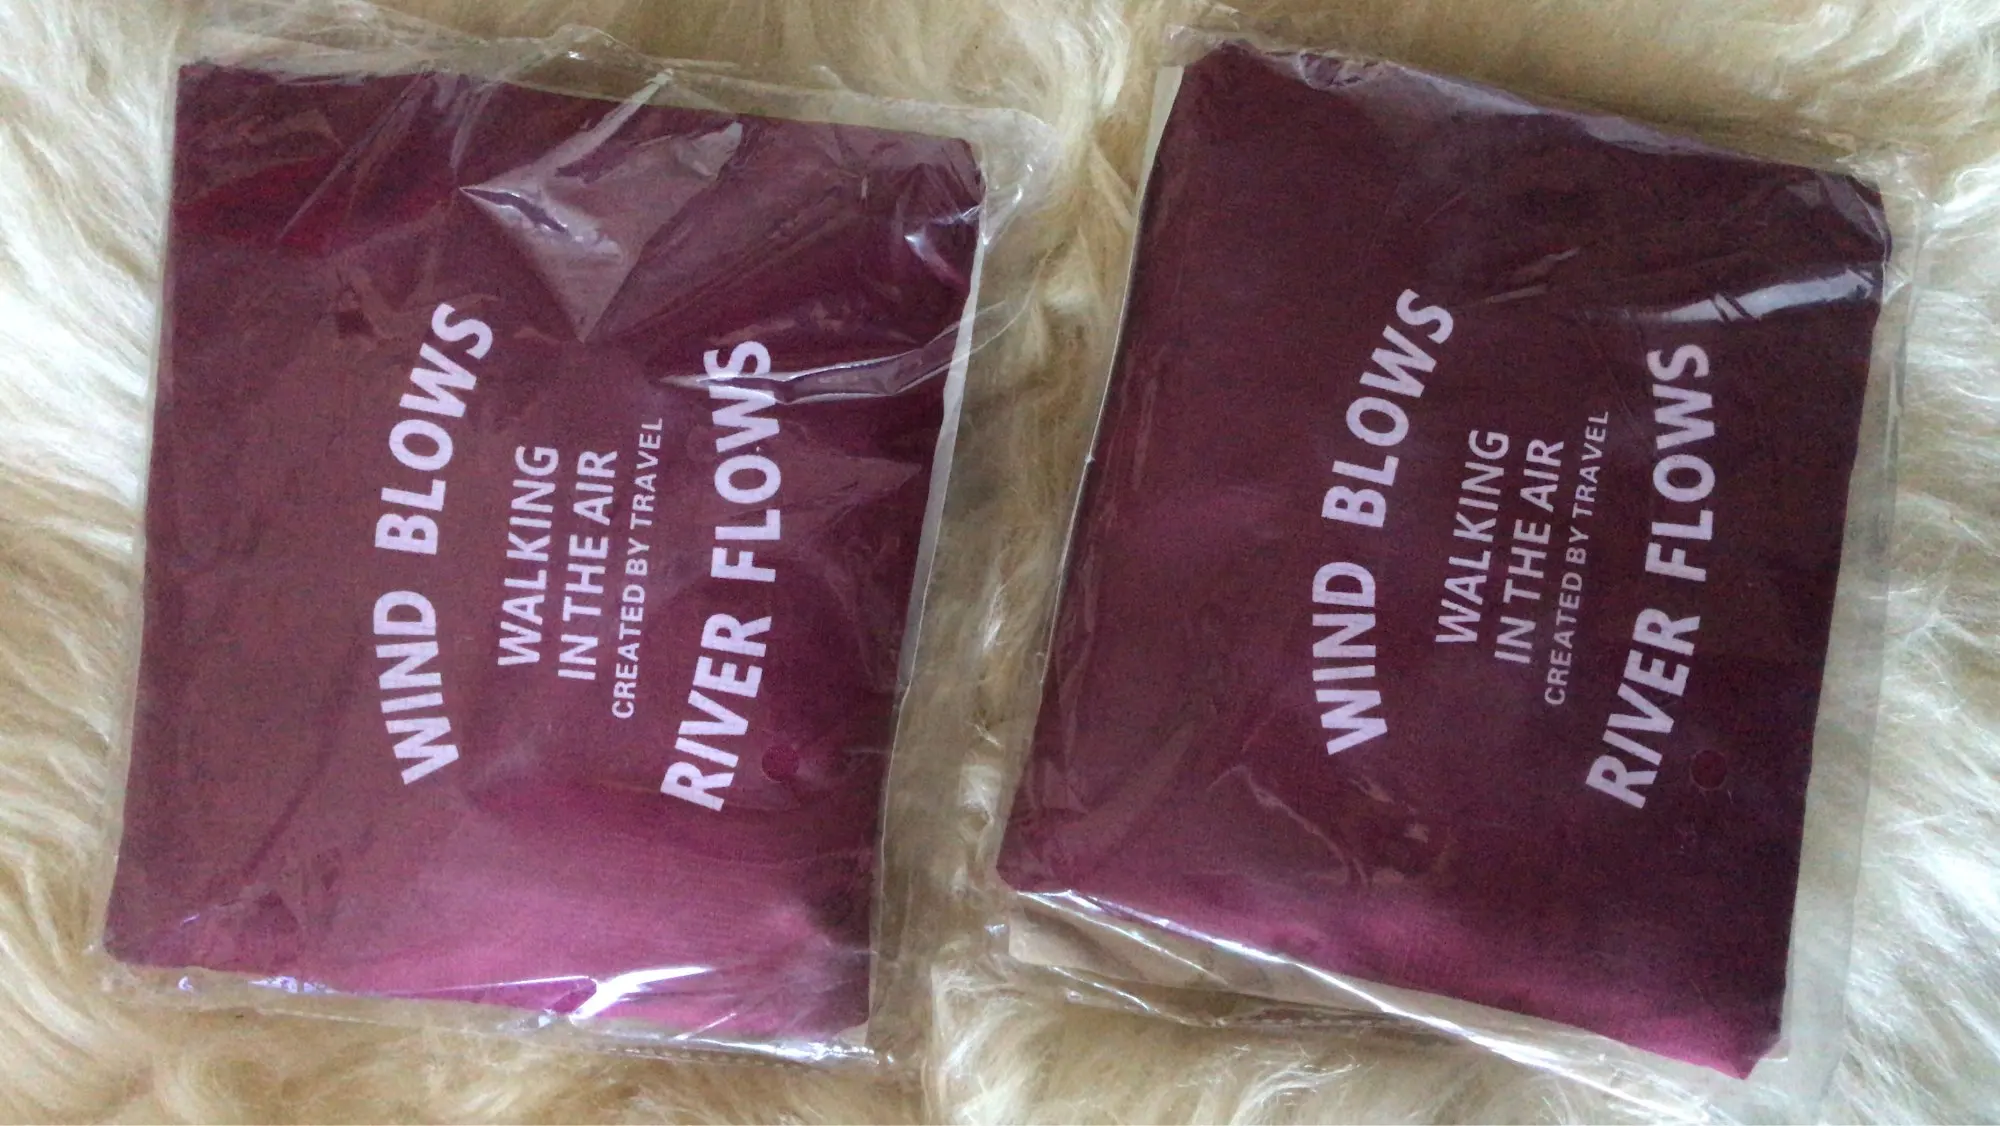 WIND BLOWS
WALKING
IN THE AIR
CREATED BY TRAVEL
RIVER FLOWS
WIND BLOWS
WALKING
IN THE AIR
CREATED BY TRAVEL
RIVER FLOWS